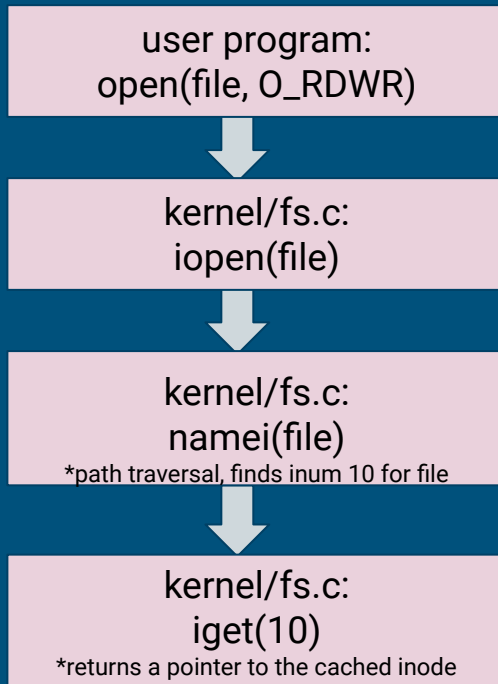 user program:
open(file, O_RDWR)
kernel/fs.c:
iopen(file)
kernel/fs.c:
namei(file)
*path traversal, finds inum 10 for file
kernel/fs.c:
iget(10)
*returns a pointer to the cached inode